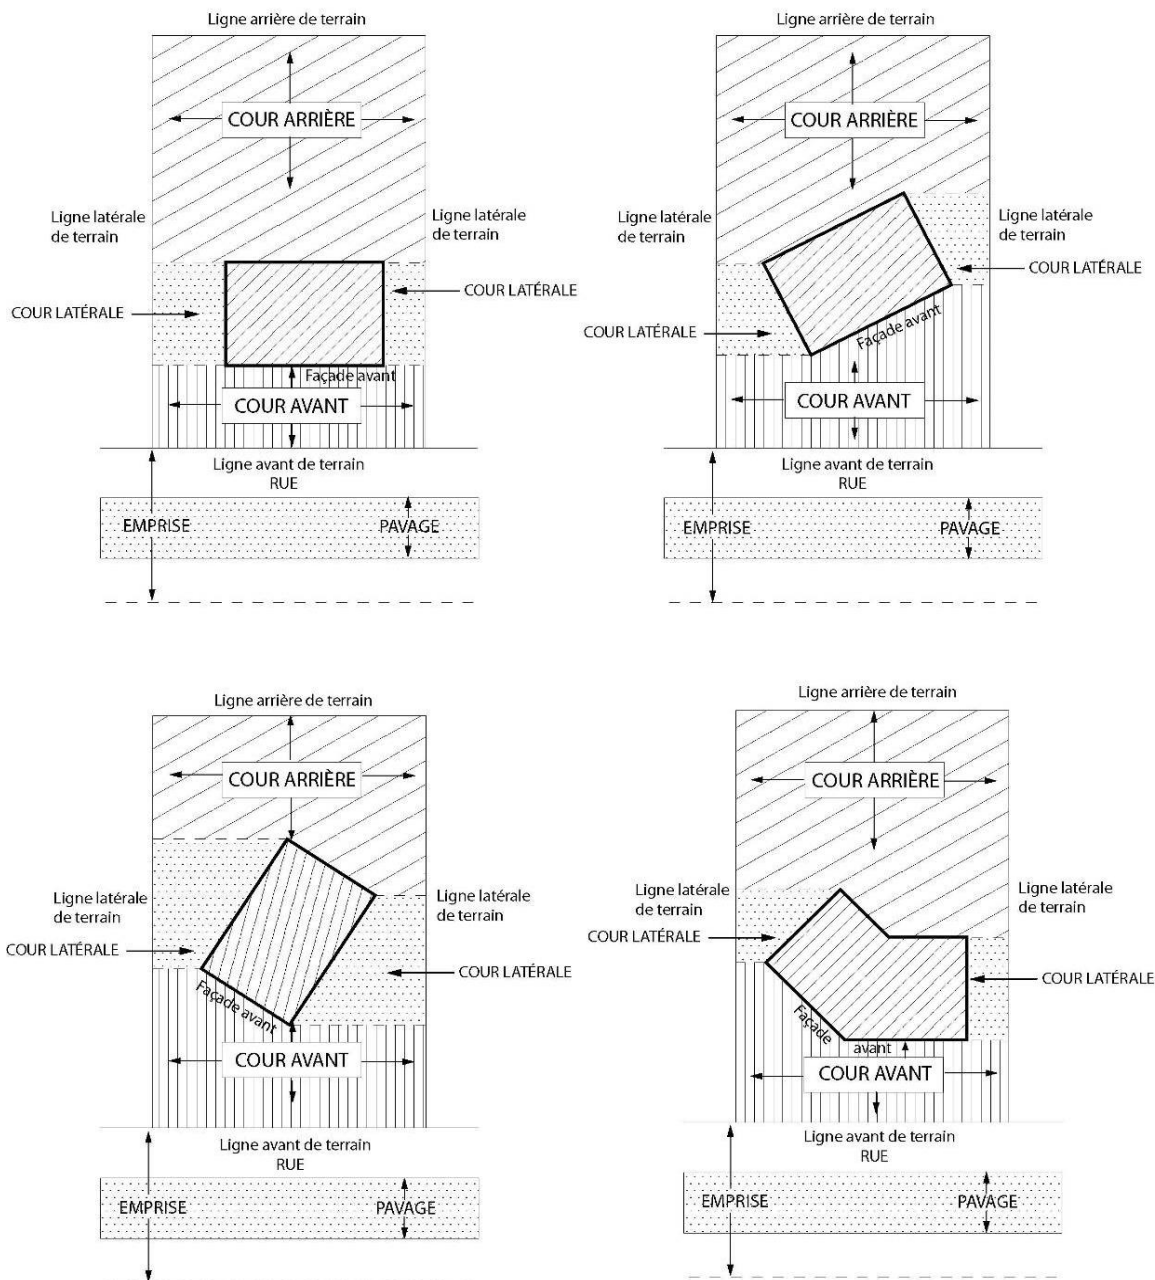 Ligne arrière de terrain
COUR ARRIÈRE
Ligne latérale
de terrain
Ligne latérale
de terrain
COUR LATÉRALE
COUR LATÉRALE
Façade avant
COUR AVANT
Ligne avant de terrain
RUE
EMPRISE
PAVAGE
Ligne arrière de terrain
COUR ARRIÈRE
Ligne latérale
de terrain
Ligne latérale
de terrain
COUR LATÉRALE
COUR LATÉRALE
Façade avant
COUR AVANT
Ligne avant de terrain
RUE
EMPRISE
PAVAGE
Ligne arrière de terrain
COUR ARRIÈRE
Ligne latérale
de terrain
Ligne latérale
de terrain
COUR LATÉRALE
COUR LATÉRALE
Façade avant
COUR AVANT
Ligne avant de terrain
RUE
EMPRISE
PAVAGE
Ligne arrière de terrain
COUR ARRIÈRE
Ligne latérale
de terrain
Ligne latérale
de terrain
COUR LATÉRALE
COUR LATÉRALE
Façade
avant
COUR AVANT
Ligne avant de terrain
RUE
EMPRISE
PAVAGE